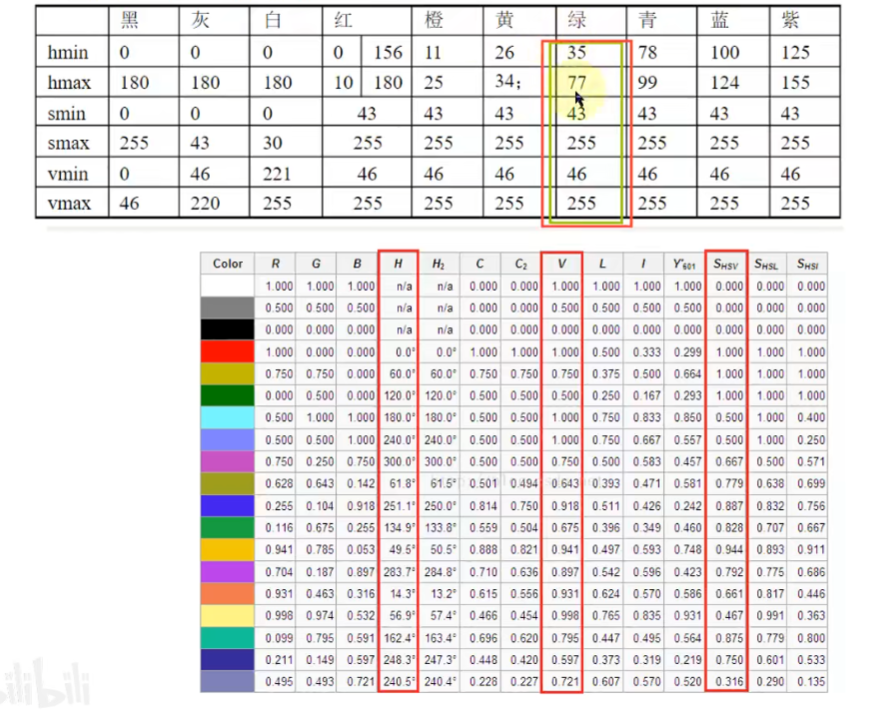 黑 灰 白 红 橙 黄 绿 青 蓝 紫
hmin 0 0 0 0 156 11 26 35 78 100 125
hmax 180 180 180 10 180 25 34; 77 99 124 155
smin 0 0 0 43 43 43 43 43 43 43
smax 255 43 30 255 255 255 255 255 255 255
vmin 0 46 221 46 46 46 46 46 46 46
vmax 46 220 255 255 255 255 255 255 255 255
Color R G B H H₂ C C₂ V L I Y'₆₀₁ S_HSV S_HSL S_HSI
1.000 1.000 1.000 n/a n/a 0.000 0.000 1.000 1.000 1.000 1.000 0.000 0.000 0.000
0.500 0.500 0.500 n/a n/a 0.000 0.000 0.500 0.500 0.500 0.500 0.000 0.000 0.000
0.000 0.000 0.000 n/a n/a 0.000 0.000 0.000 0.000 0.000 0.000 0.000 0.000 0.000
1.000 0.000 0.000 0.0° 0.0° 1.000 1.000 1.000 0.500 0.333 0.299 1.000 1.000 1.000
0.750 0.750 0.000 60.0° 60.0° 0.750 0.750 0.750 0.375 0.500 0.664 1.000 1.000 1.000
0.000 0.500 0.000 120.0° 120.0° 0.500 0.500 0.500 0.250 0.167 0.293 1.000 1.000 1.000
0.500 1.000 1.000 180.0° 180.0° 0.500 0.500 1.000 0.750 0.833 0.850 0.500 1.000 0.400
0.500 0.500 1.000 240.0° 240.0° 0.500 0.500 1.000 0.750 0.667 0.557 0.500 1.000 0.250
0.750 0.250 0.750 300.0° 300.0° 0.500 0.500 0.750 0.500 0.583 0.457 0.667 0.500 0.571
0.628 0.643 0.142 61.8° 61.5° 0.501 0.494 0.643 0.393 0.471 0.581 0.779 0.638 0.699
0.255 0.104 0.918 251.1° 250.0° 0.814 0.750 0.918 0.511 0.426 0.242 0.887 0.832 0.756
0.116 0.675 0.255 134.9° 133.8° 0.559 0.504 0.675 0.396 0.349 0.460 0.828 0.707 0.667
0.941 0.785 0.053 49.5° 50.5° 0.888 0.821 0.941 0.497 0.593 0.748 0.944 0.893 0.911
0.704 0.187 0.897 283.7° 284.8° 0.710 0.636 0.897 0.542 0.596 0.423 0.792 0.775 0.686
0.931 0.463 0.316 14.3° 13.2° 0.615 0.556 0.931 0.624 0.570 0.586 0.661 0.817 0.446
0.998 0.974 0.532 56.9° 57.4° 0.466 0.454 0.998 0.765 0.835 0.931 0.467 0.991 0.363
0.099 0.795 0.591 162.4° 163.4° 0.696 0.620 0.795 0.447 0.495 0.564 0.875 0.779 0.800
0.211 0.149 0.597 248.3° 247.3° 0.448 0.420 0.597 0.373 0.319 0.219 0.750 0.601 0.533
0.495 0.493 0.721 240.5° 240.4° 0.228 0.227 0.721 0.607 0.570 0.520 0.316 0.290 0.135
bilibili